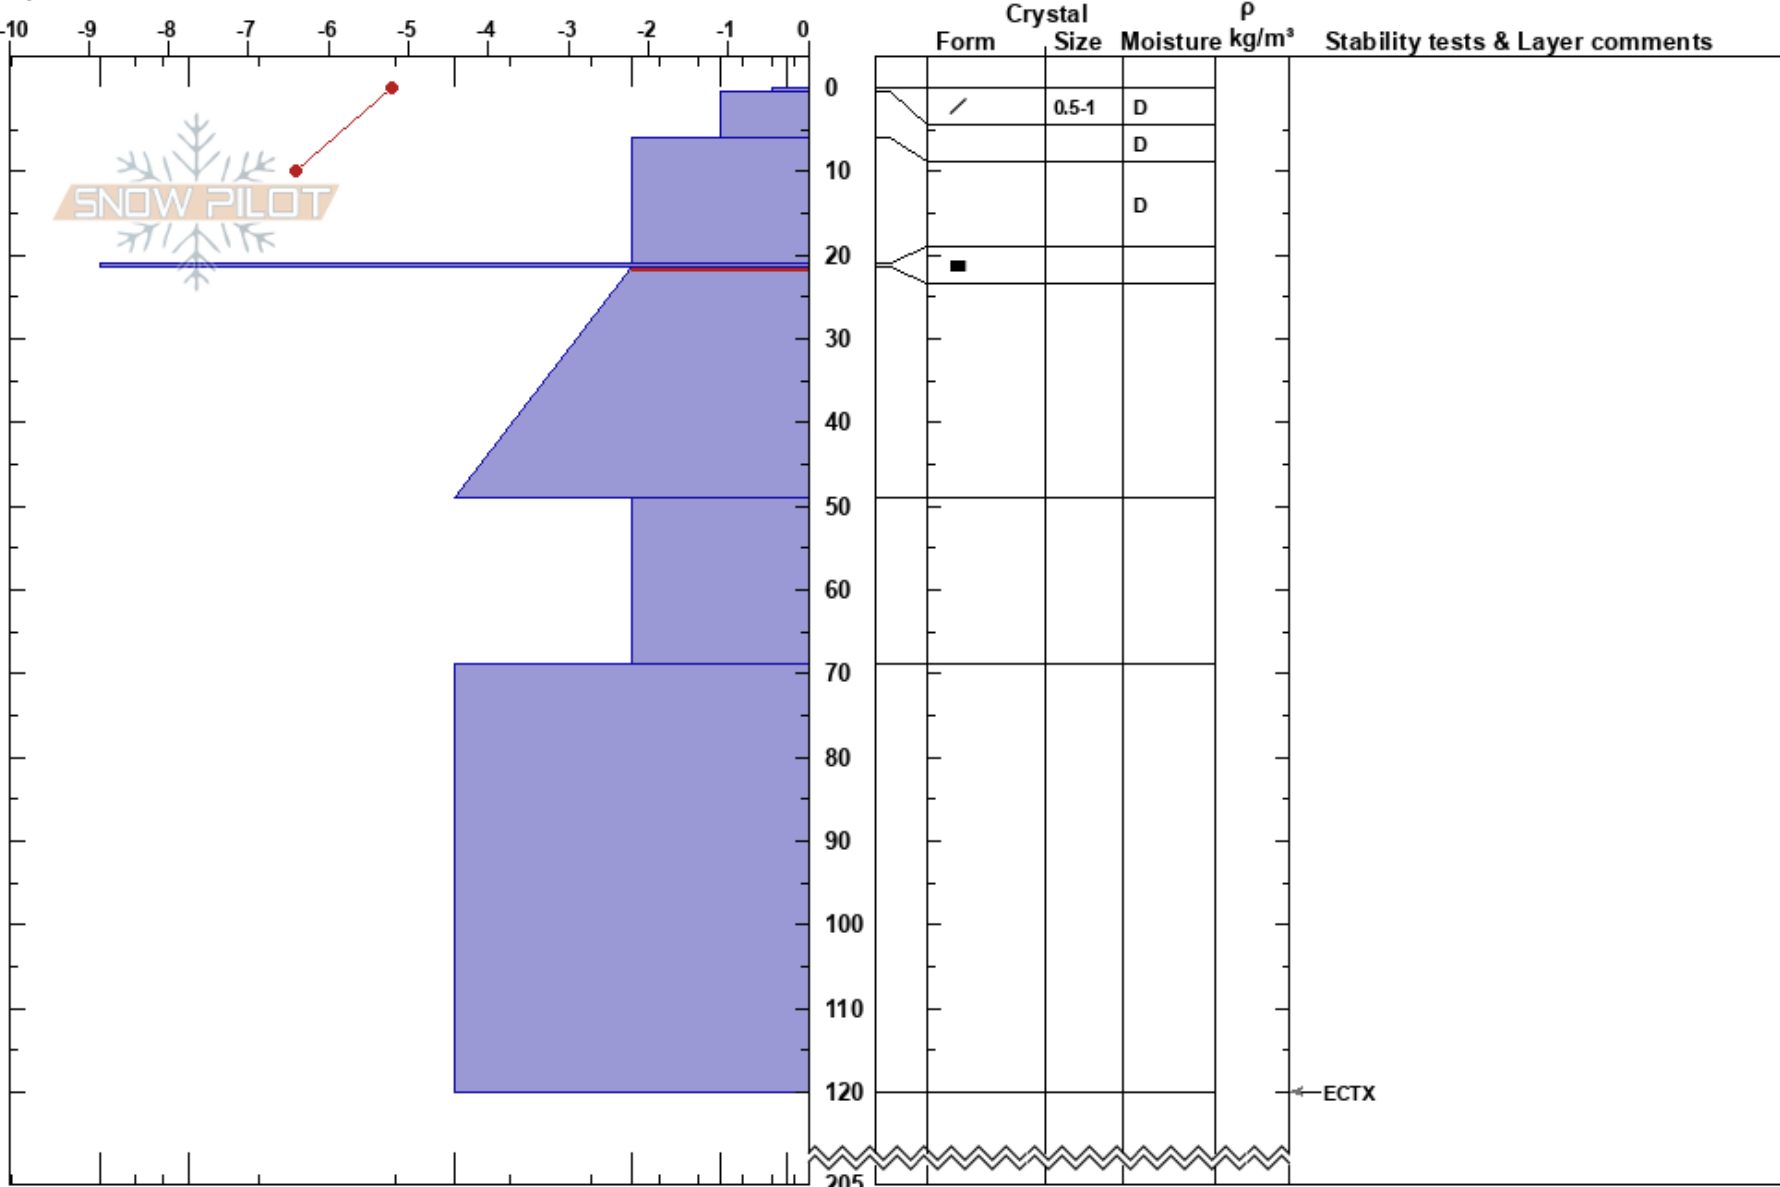 Crystal ρ
-10 -9 -8 -7 -6 -5 -4 -3 -2 -1 0 Form Size Moisture kg/m³ Stability tests & Layer comments
0
0.5-1 D
D
10
SNOW PILOT
D
20
30
40
50
60
70
80
90
100
110
120 ECTX
205